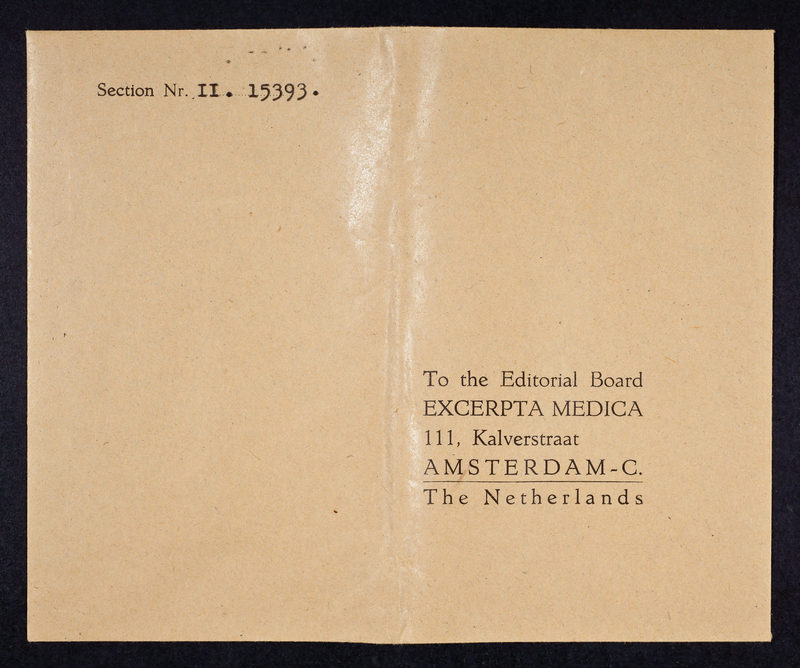 Section Nr. II. 15393.
To the Editorial Board
EXCERPTA MEDICA
111, Kalverstraat
AMSTERDAM-C.
The Netherlands